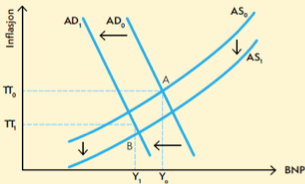 Inflasjon
AD₁
AD₀
AS₀
AS₁
π₀
A
π₁
B
Y₁
Y₀
BNP